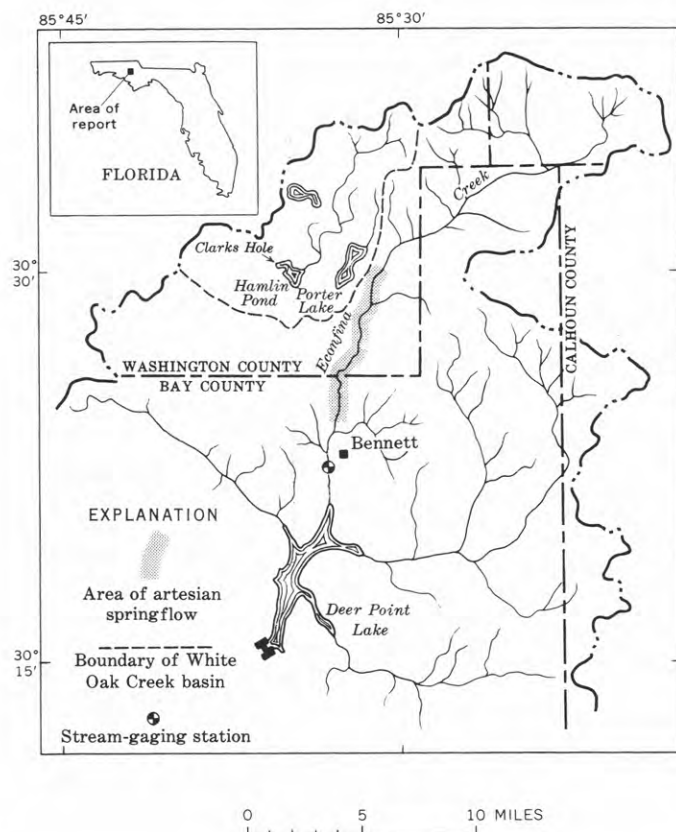 85°45'
85°30'
Area of
report
FLORIDA
Creek
Clarks Hole
30°
30'
Hamlin
Pond
Porter
Lake
Econfina
CALHOUN COUNTY
WASHINGTON COUNTY
BAY COUNTY
Bennett
EXPLANATION
Area of artesian
springflow
Deer Point
Lake
30°
15'
Boundary of White
Oak Creek basin
Stream-gaging station
0 5 10 MILES